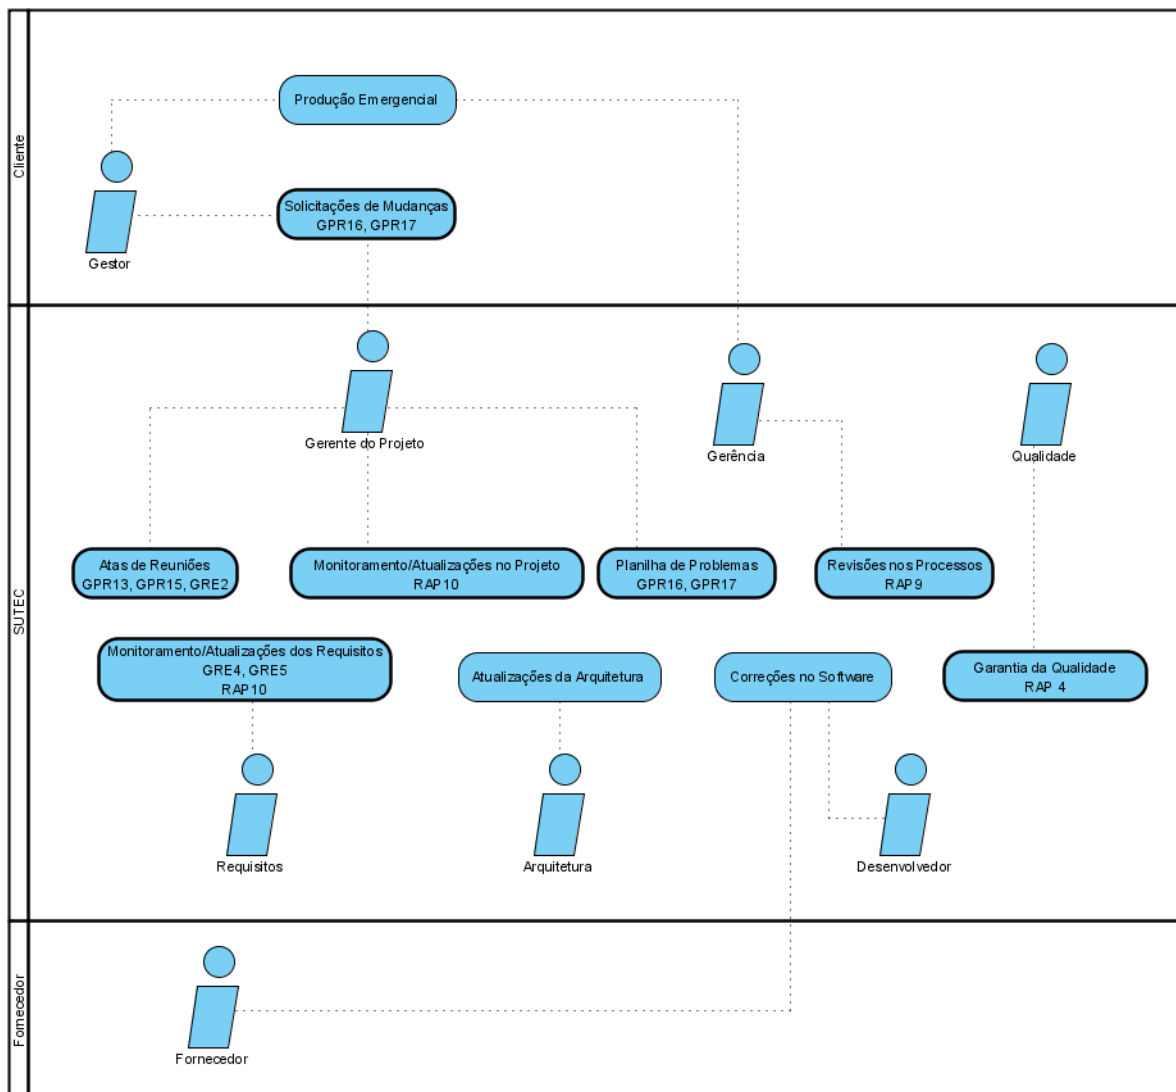 Cliente
Produção Emergencial
Solicitações de Mudanças
GPR16, GPR17
Gestor
SUTEC
Gerente do Projeto
Gerência
Qualidade
Atas de Reuniões
GPR13, GPR15, GRE2
Monitoramento/Atualizações no Projeto
RAP10
Planilha de Problemas
GPR16, GPR17
Revisões nos Processos
RAP9
Monitoramento/Atualizações dos Requisitos
GRE4, GRE5
RAP10
Atualizações da Arquitetura
Correções no Software
Garantia da Qualidade
RAP 4
Requisitos
Arquitetura
Desenvolvedor
Fornecedor
Fornecedor